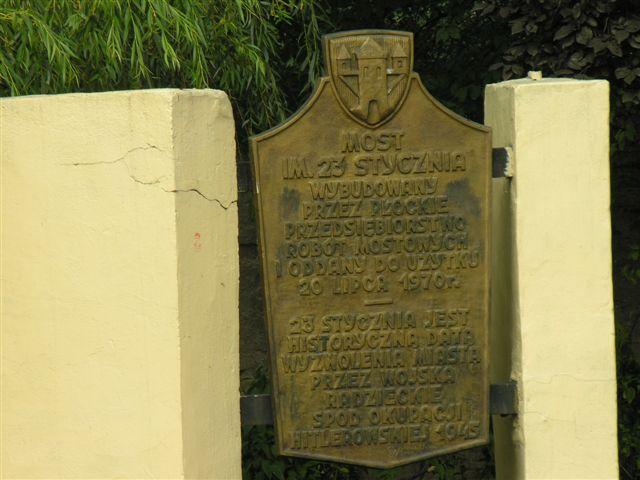 MOST
IM. 23 STYCZNIA
WYBUDOWANY
PRZEZ PŁOCKIE
PRZEDSIĘBIORSTWO
ROBÓT MOSTOWYCH
I ODDANY DO UŻYTKU
20 LIPCA 1970r.
23 STYCZNIA JEST
HISTORYCZNĄ DATĄ
WYZWOLENIA MIASTA
PRZEZ WOJSKA
RADZIECKIE
SPOD OKUPACJI
HITLEROWSKIEJ 1945